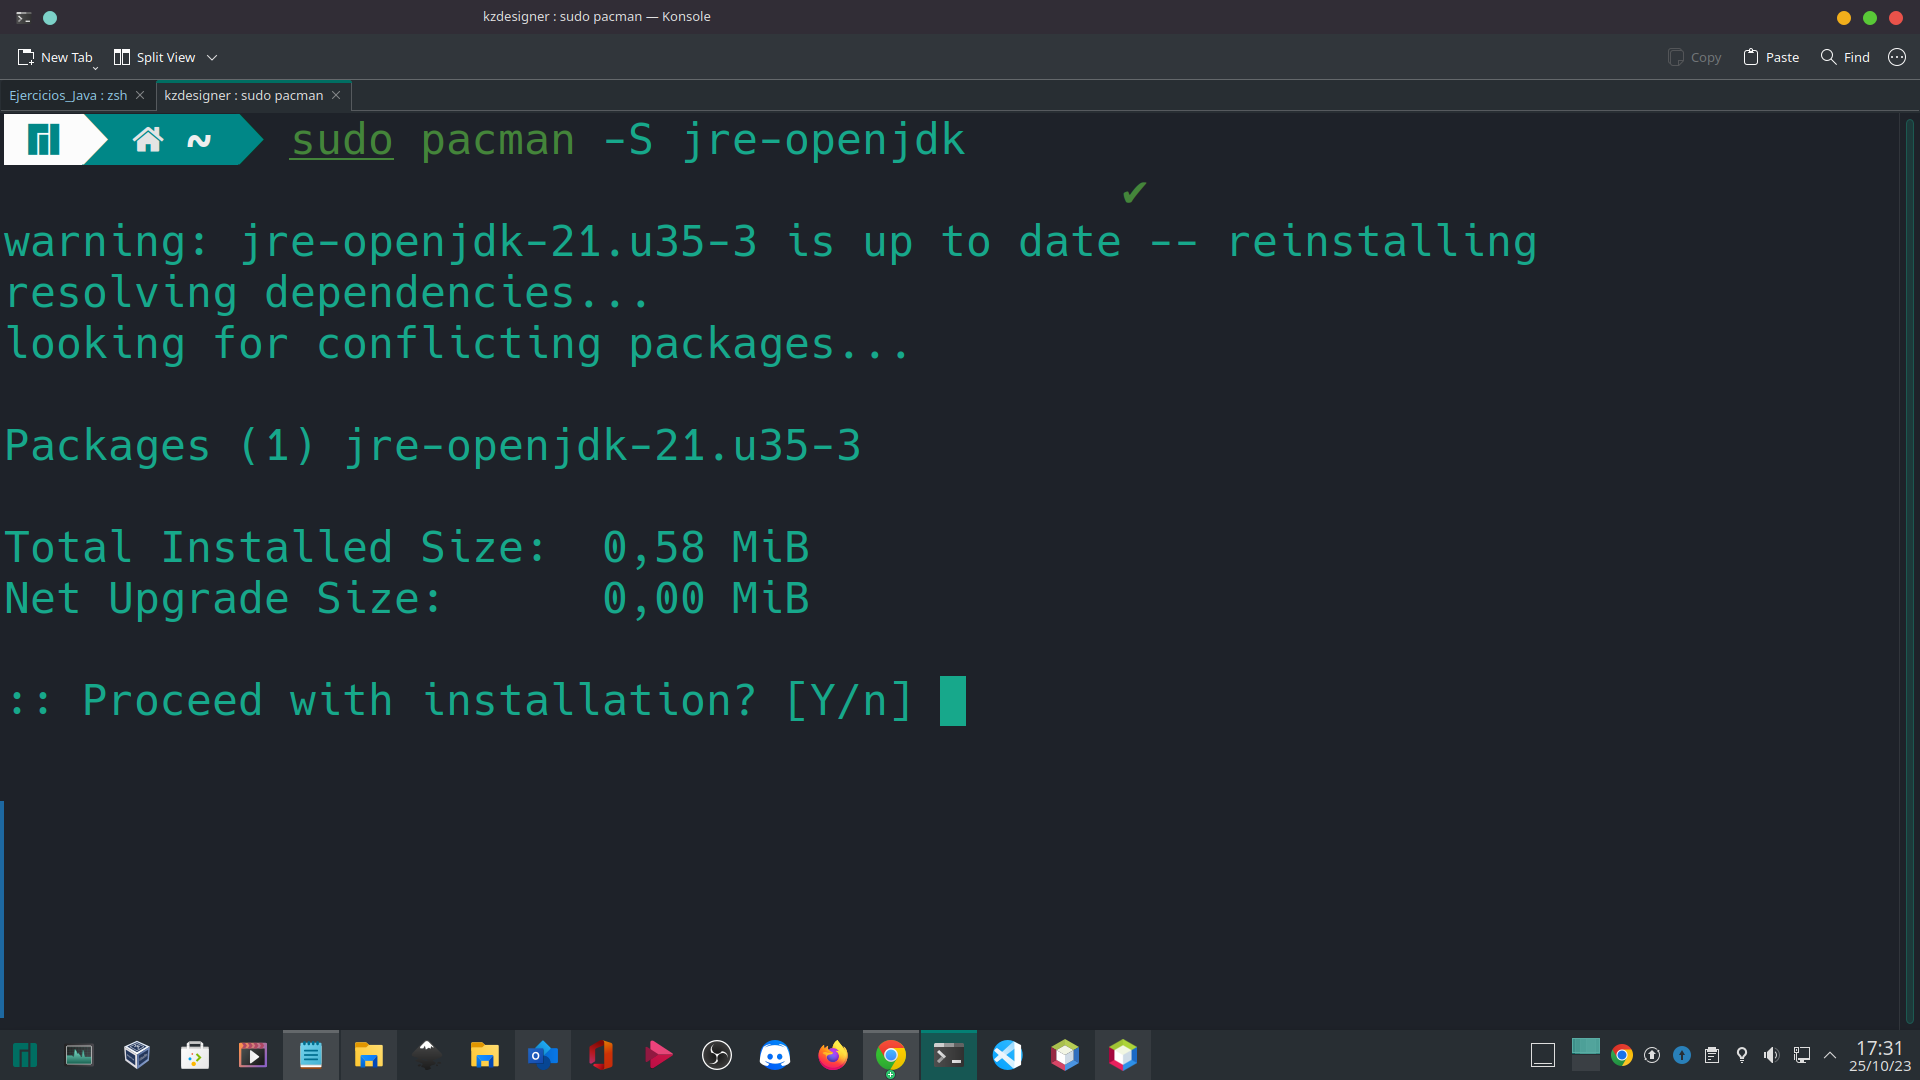 kzdesigner : sudo pacman — Konsole
New Tab Split View Copy Paste Find
Ejercicios_Java : zsh kzdesigner : sudo pacman
~ sudo pacman -S jre-openjdk
✔
warning: jre-openjdk-21.u35-3 is up to date -- reinstalling
resolving dependencies...
looking for conflicting packages...
Packages (1) jre-openjdk-21.u35-3
Total Installed Size:  0,58 MiB
Net Upgrade Size:      0,00 MiB
:: Proceed with installation? [Y/n]
17:31
25/10/23